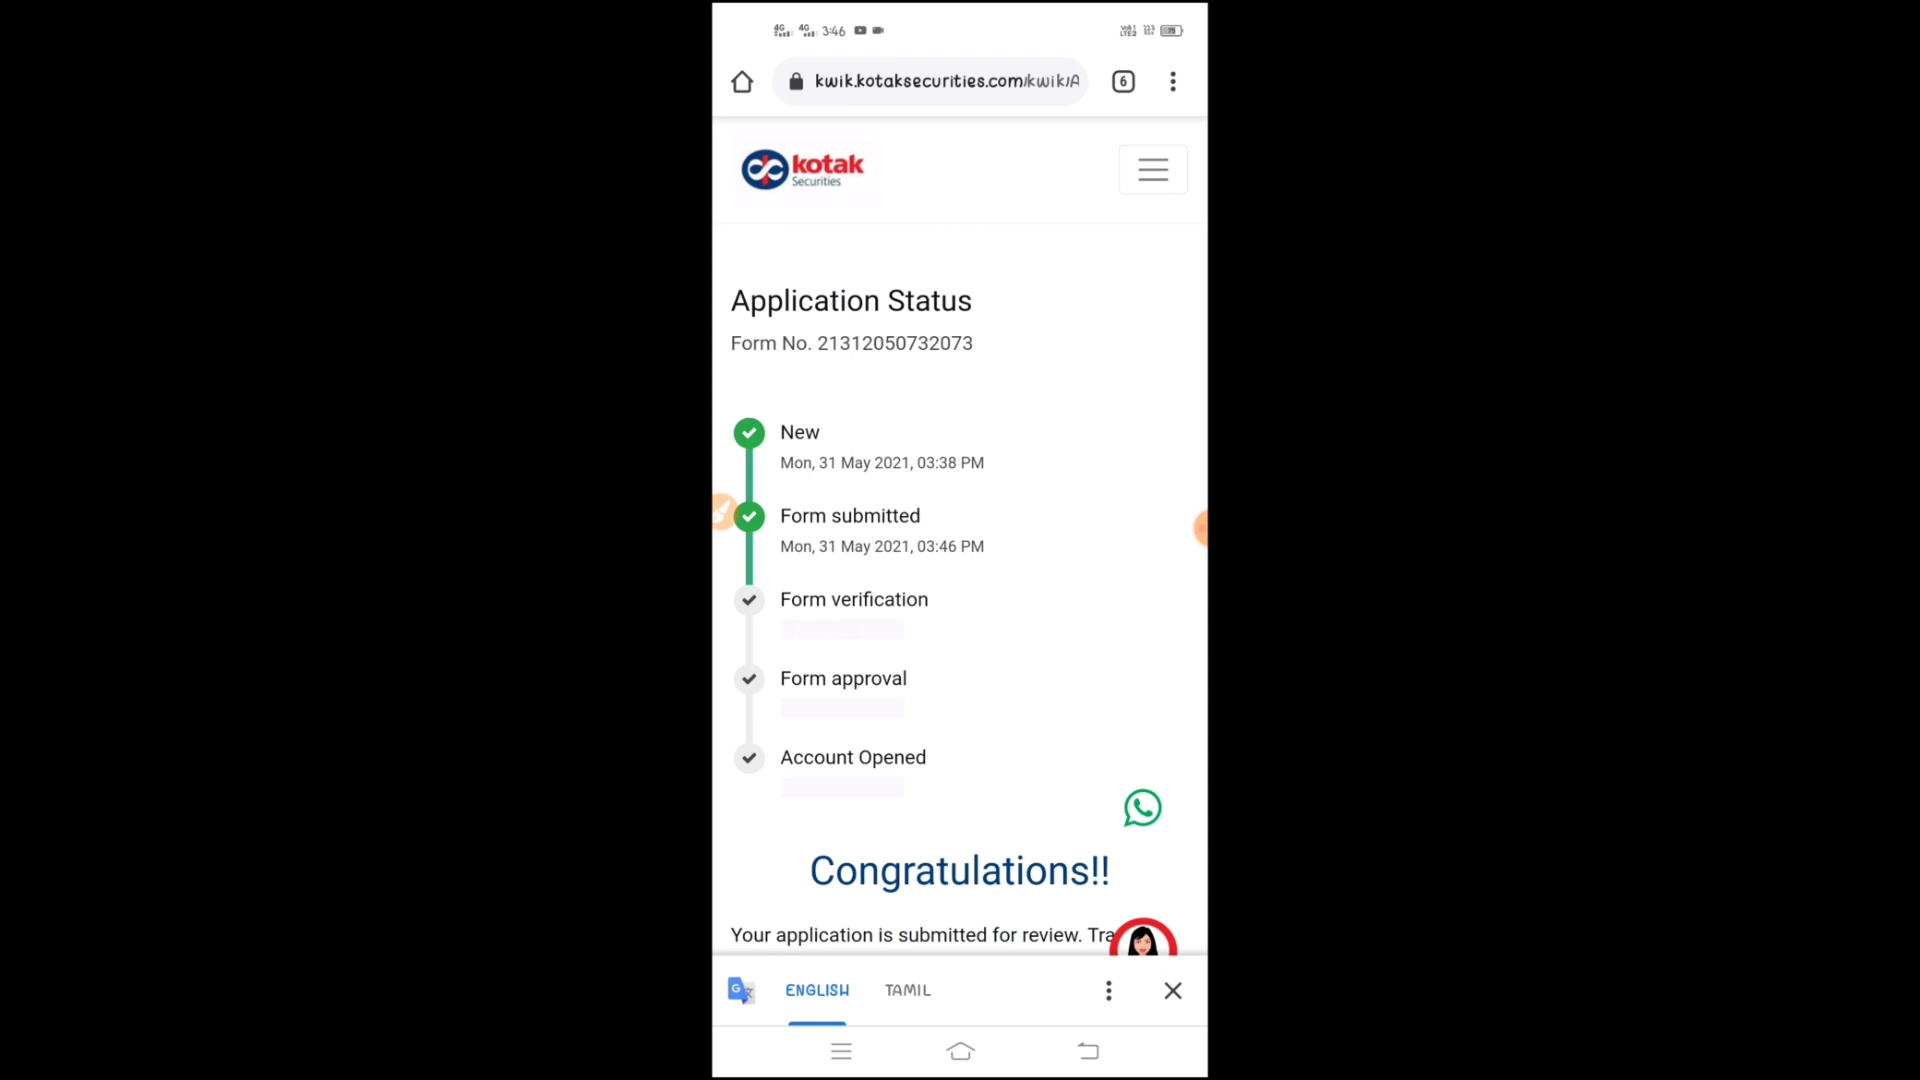 4G 4G 3:46
kwik.kotaksecurities.com/kwik/A
6
kotak
Securities
Application Status
Form No. 21312050732073
New
Mon, 31 May 2021, 03:38 PM
Form submitted
Mon, 31 May 2021, 03:46 PM
Form verification
Form approval
Account Opened
Congratulations!!
Your application is submitted for review. Tra
ENGLISH TAMIL